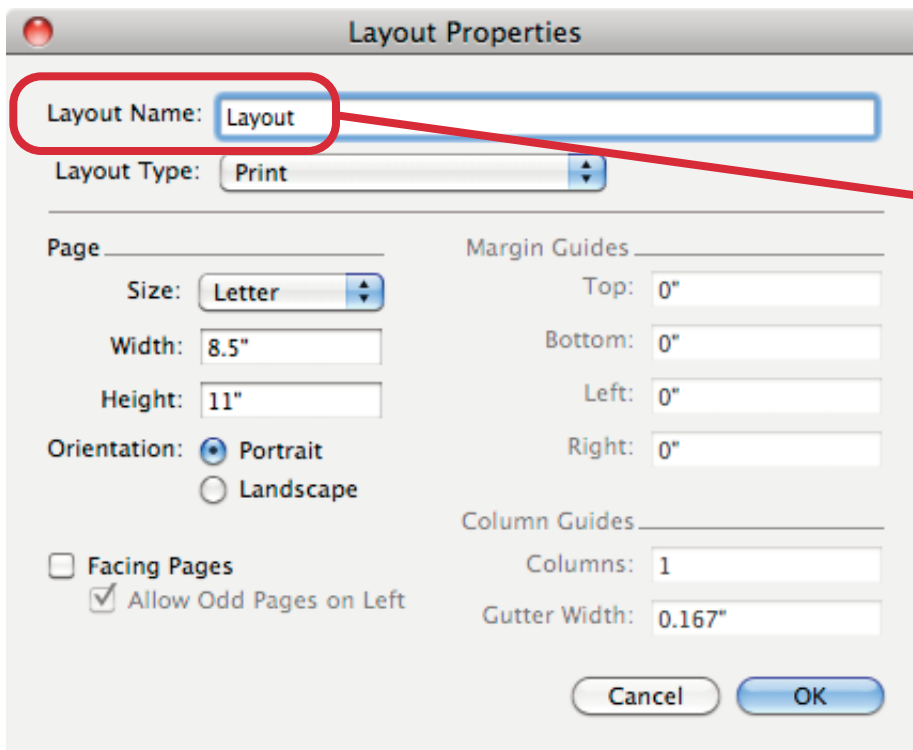 Layout Properties
Layout Name: Layout
Layout Type: Print
Page
Size: Letter
Width: 8.5"
Height: 11"
Orientation: Portrait
Landscape
Facing Pages
Allow Odd Pages on Left
Margin Guides
Top: 0"
Bottom: 0"
Left: 0"
Right: 0"
Column Guides
Columns: 1
Gutter Width: 0.167"
Cancel
OK